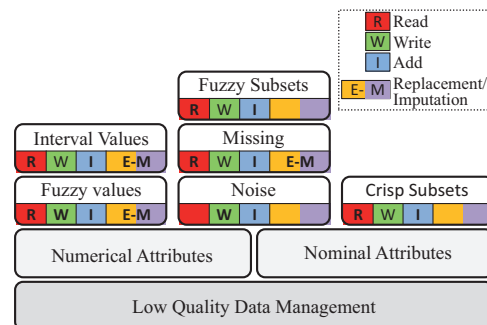 R Read
W Write
I Add
E- M Replacement/
Imputation
Fuzzy Subsets
R W I
Interval Values
R W I E-M
Missing
R W I E-M
Fuzzy values
R W I E-M
Noise
W I
Crisp Subsets
R W I
Numerical Attributes
Nominal Attributes
Low Quality Data Management